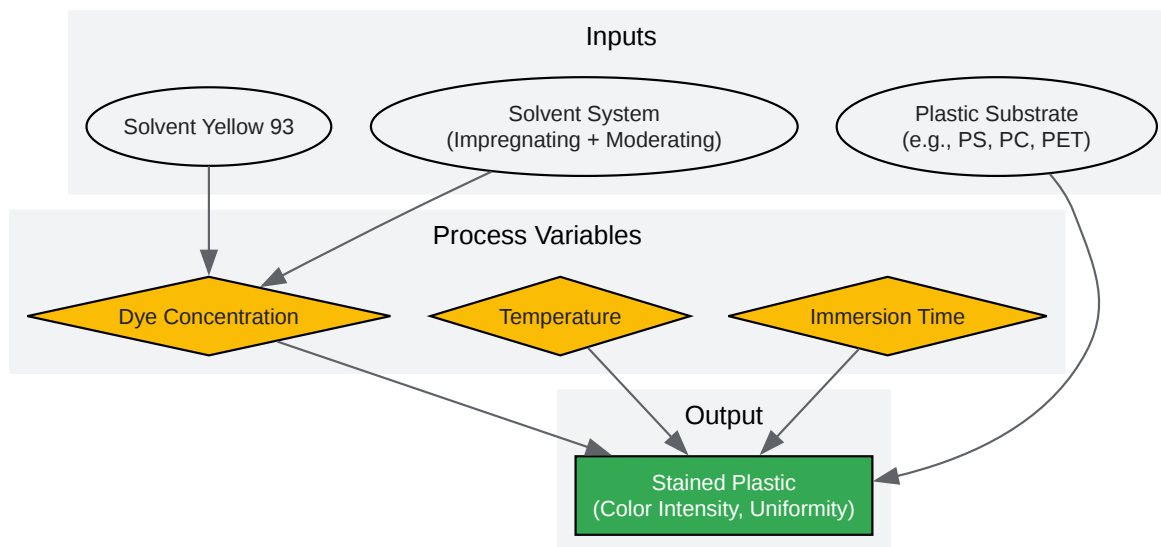 Inputs
Solvent Yellow 93
Solvent System
(Impregnating + Moderating)
Plastic Substrate
(e.g., PS, PC, PET)
Process Variables
Dye Concentration
Temperature
Immersion Time
Output
Stained Plastic
(Color Intensity, Uniformity)